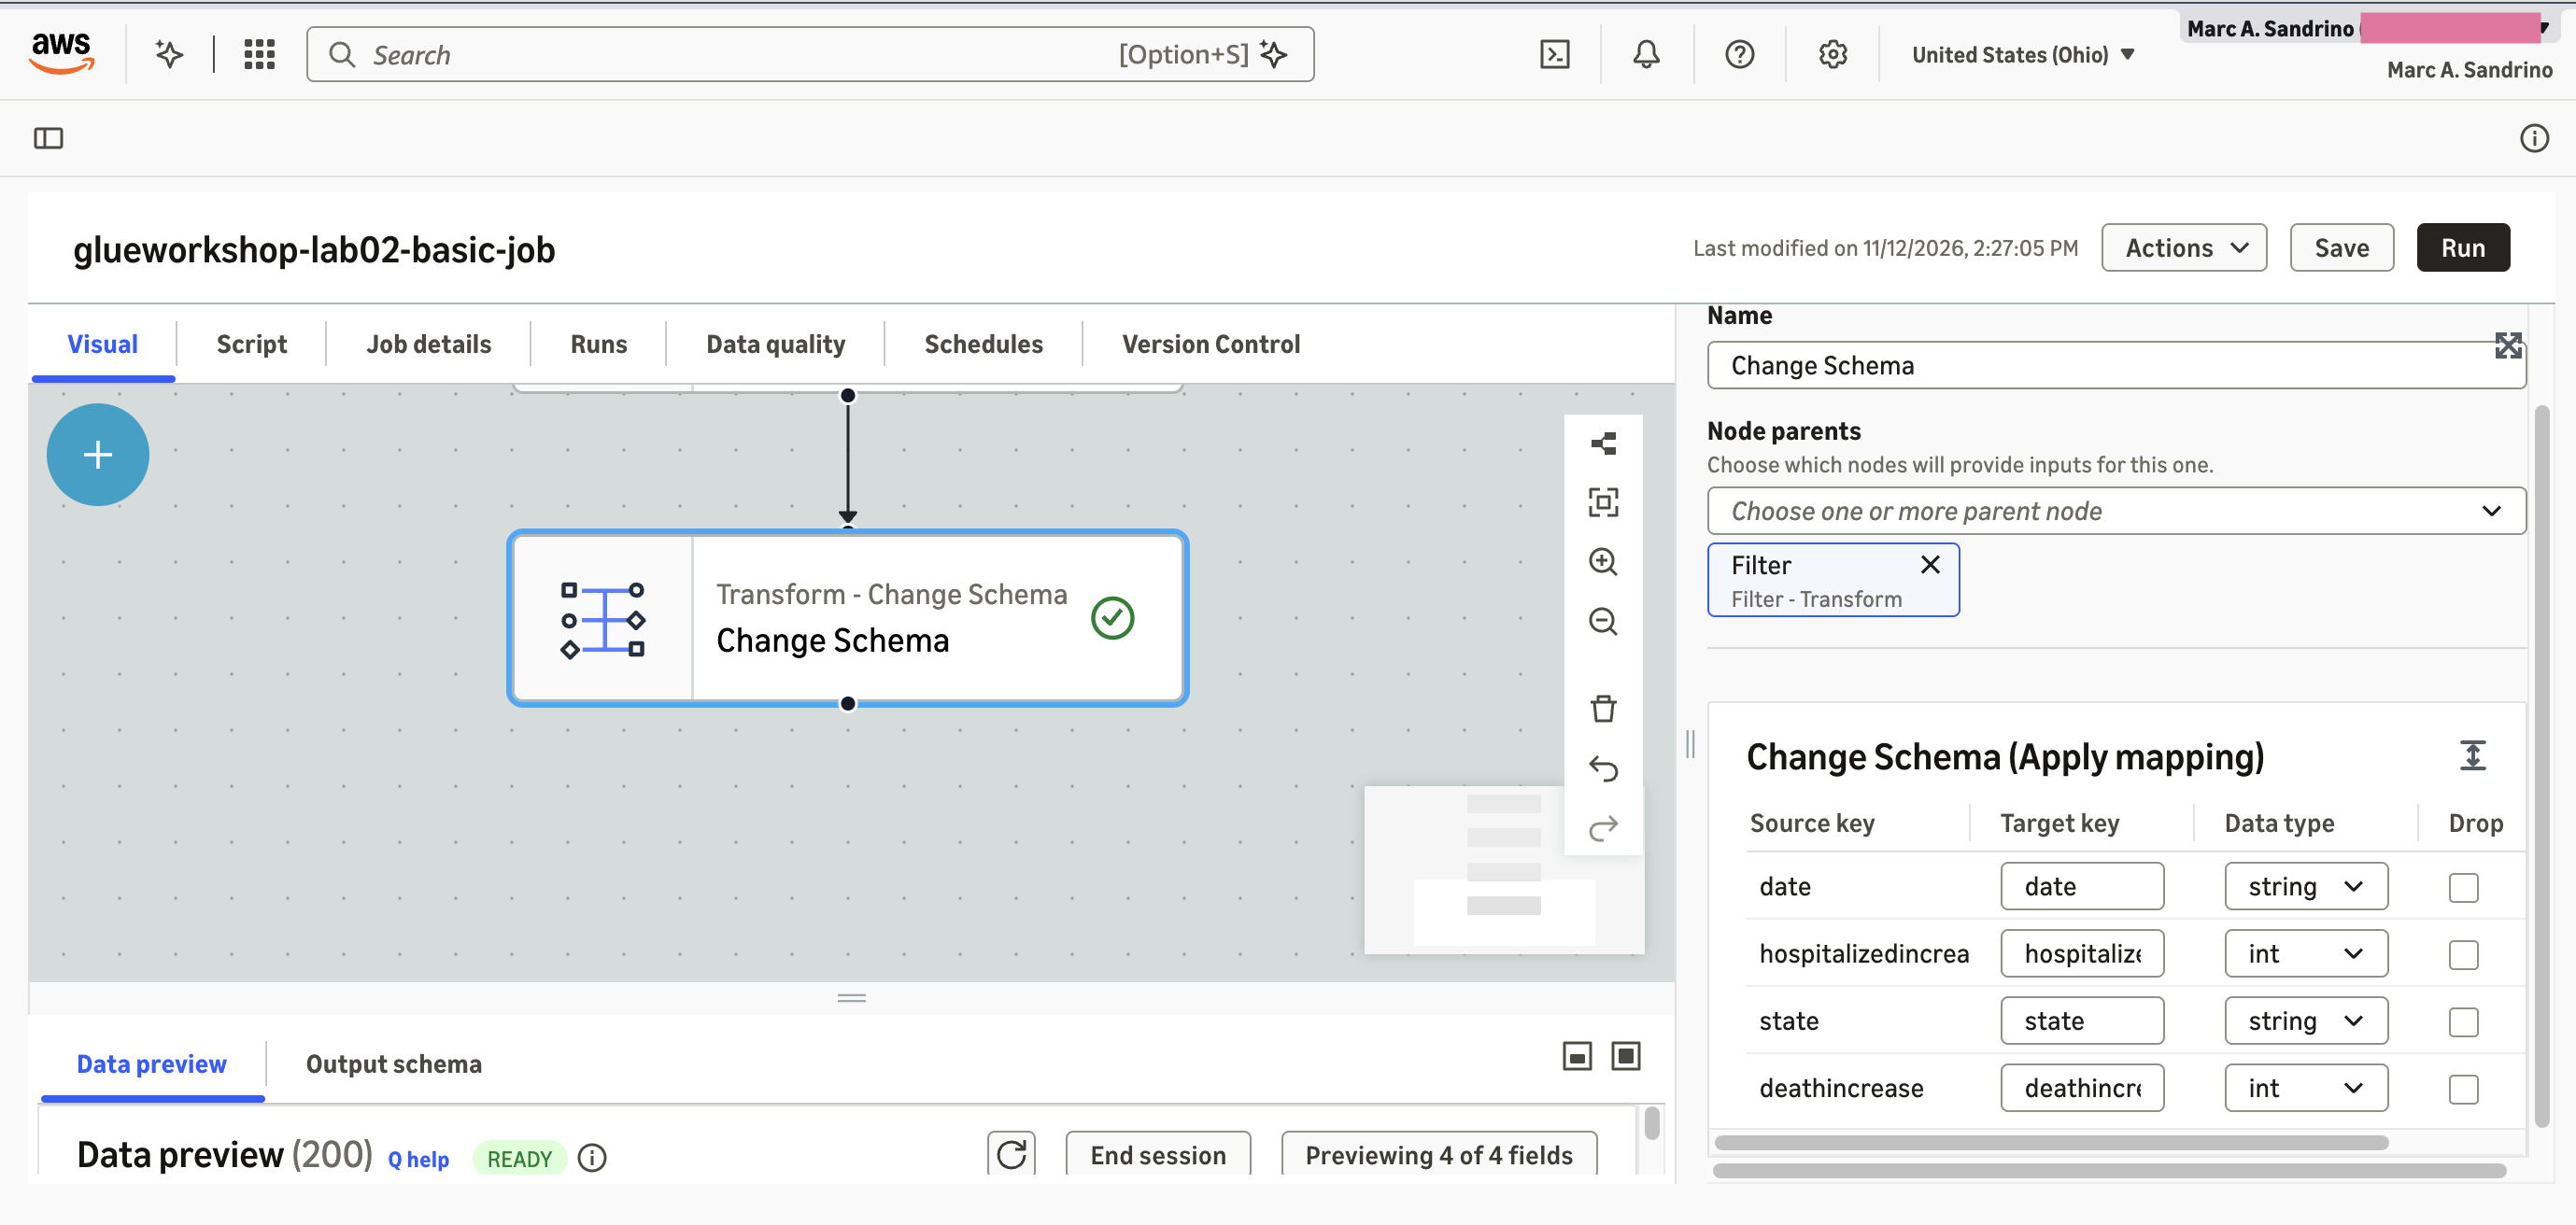 aws
Search
[Option+S]
United States (Ohio)
Marc A. Sandrino
Marc A. Sandrino
glueworkshop-lab02-basic-job
Last modified on 11/12/2026, 2:27:05 PM
Actions
Save
Run
Visual
Script
Job details
Runs
Data quality
Schedules
Version Control
Transform - Change Schema
Change Schema
Data preview
Output schema
Data preview (200)
Q help
READY
End session
Previewing 4 of 4 fields
Name
Change Schema
Node parents
Choose which nodes will provide inputs for this one.
Choose one or more parent node
Filter
Filter - Transform
Change Schema (Apply mapping)
Source key Target key Data type Drop
date date string
hospitalizedincrea hospitalize int
state state string
deathincrease deathincre int